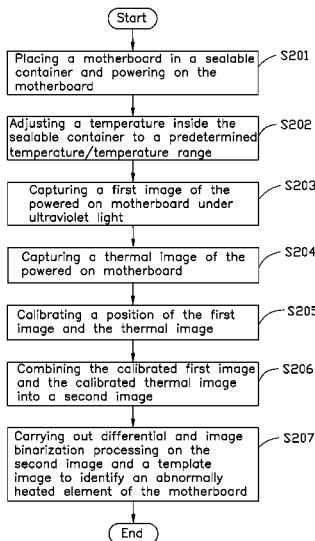 Start
Placing a motherboard in a sealable
container and powering on the
motherboard
S201
Adjusting a temperature inside the
sealable container to a predetermined
temperature/temperature range
S202
Capturing a first image of the
powered on motherboard under
ultraviolet light
S203
Capturing a thermal image of the
powered on motherboard
S204
Calibrating a position of the first
image and the thermal image
S205
Combining the calibrated first image
and the calibrated thermal image
into a second image
S206
Carrying out differential and image
binarization processing on the
second image and a template
image to identify an abnormally
heated element of the motherboard
S207
End